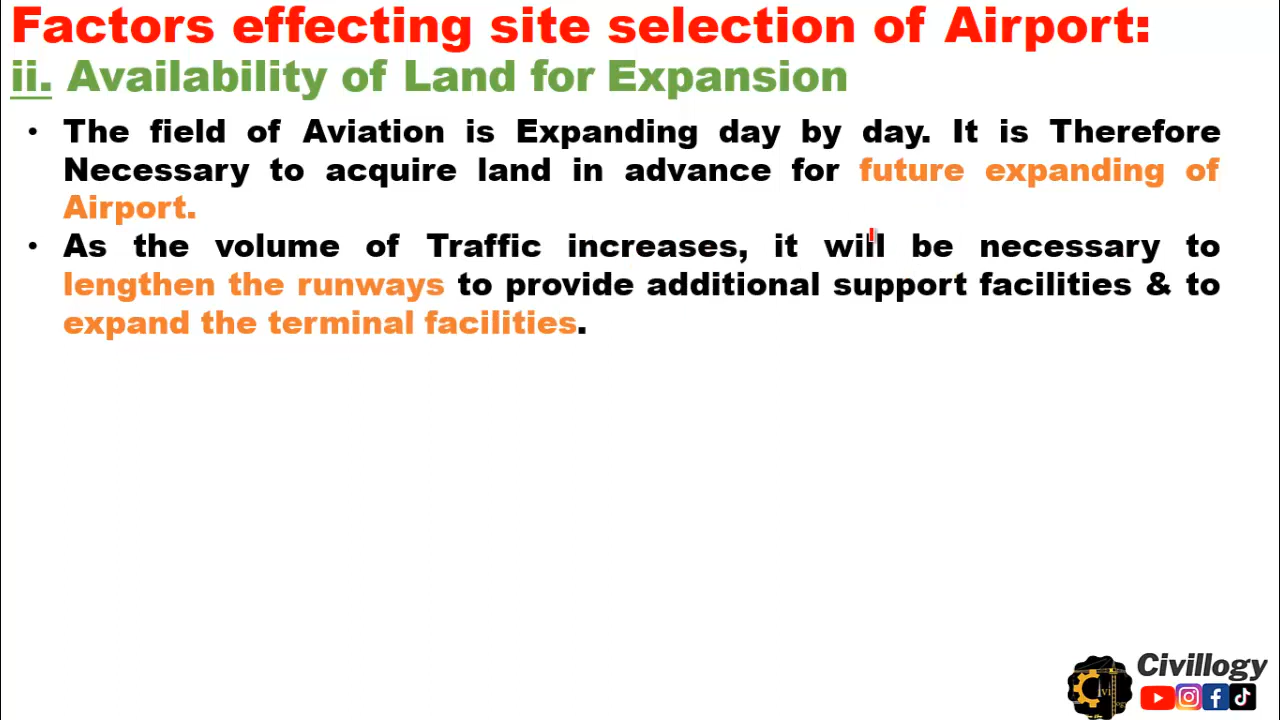 Factors effecting site selection of Airport:
ii. Availability of Land for Expansion
• The field of Aviation is Expanding day by day. It is Therefore
Necessary to acquire land in advance for future expanding of
Airport.
• As the volume of Traffic increases, it will be necessary to
lengthen the runways to provide additional support facilities & to
expand the terminal facilities.
Civillogy